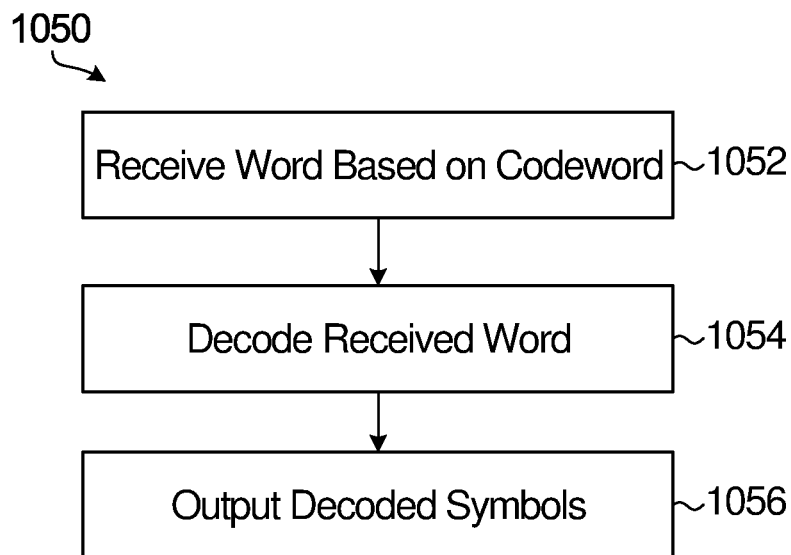 1050
Receive Word Based on Codeword
1052
Decode Received Word
1054
Output Decoded Symbols
1056